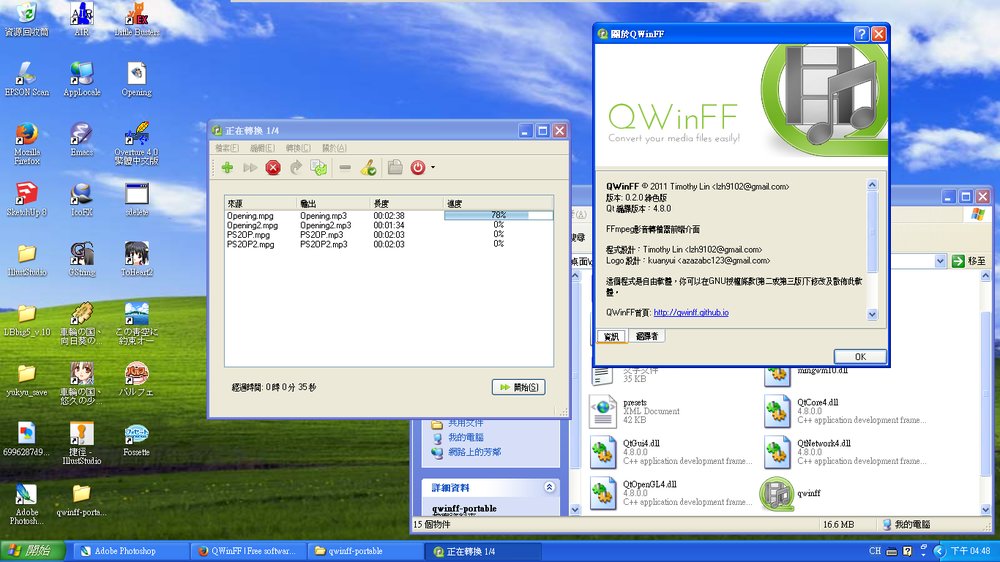 資源回收筒
AIR
Little Busters
EPSON Scan
AppLocale
Opening
Mozilla
Firefox
Emacs
Overture 4.0
繁體中文版
SketchUp 8
IcoFX
sdelete
IllustStudio
GString
ToHeart2
LBbig5_v.10
車輪の国、
向日葵の...
この青空に
約束オー
yukyu_save
車輪の国、
悠久の少...
パルフェ
699628749...
捷徑 -
IllustStudio
Fossette
Adobe
Photosh...
qwinff-porta...
正在轉換 1/4
檔案(F)
編輯(E)
轉換(C)
關於(A)
來源 輸出 長度 進度
Opening.mpg Opening.mp3 00:02:38 78%
Opening2.mpg Opening2.mp3 00:01:34 0%
PS2OP.mpg PS2OP.mp3 00:02:03 0%
PS2OP2.mpg PS2OP2.mp3 00:02:03 0%
經過時間: 0 時 0 分 35 秒
開始(S)
關於QWinFF
QWinFF
Convert your media files easily!
QWinFF © 2011 Timothy Lin <lzh9102@gmail.com>
版本: 0.2.0 綠色版
Qt 編譯版本：4.8.0
FFmpeg影音轉檔器前端介面
程式設計：Timothy Lin <lzh9102@gmail.com>
Logo 設計：kuanyui <azazabc123@gmail.com>
這個程式是自由軟體，你可以在GNU授權條款(第二或第三版)下修改及散佈此軟
體。
QWinFF首頁: http://qwinff.github.io
資訊
翻譯者
OK
移至
文字文件
35 KB
mingwm10.dll
presets
XML Document
42 KB
QtCore4.dll
4.8.0.0
C++ application development frame...
QtGui4.dll
4.8.0.0
C++ application development frame...
QtNetwork4.dll
4.8.0.0
C++ application development frame...
QtOpenGL4.dll
4.8.0.0
C++ application development frame...
qwinff
共用文件
我的電腦
網路上的芳鄰
詳細資料
qwinff-portable
15 個物件
16.6 MB
我的電腦
開始
Adobe Photoshop
QWinFF | Free softwar...
qwinff-portable
正在轉換 1/4
CH
下午 04:48